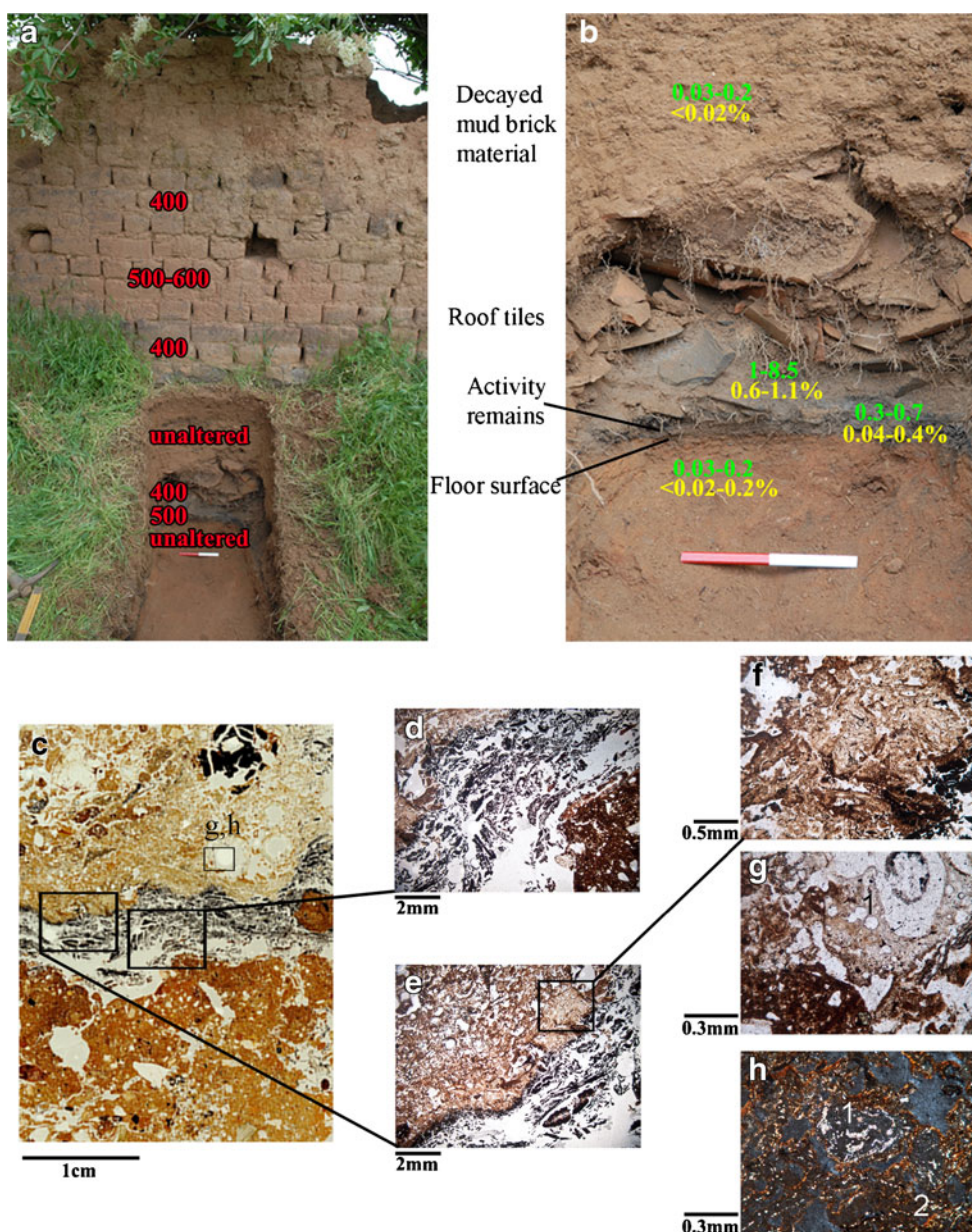 a
400
500-600
400
unaltered
400
500
unaltered
Decayed
mud brick
material
Roof tiles
Activity
remains
Floor surface
b
0.03-0.2
<0.02%
1-8.5
0.6-1.1%
0.3-0.7
0.04-0.4%
0.03-0.2
<0.02-0.2%
c
g,h
1cm
d
2mm
e
2mm
f
0.5mm
g
1
0.3mm
h
1
2
0.3mm